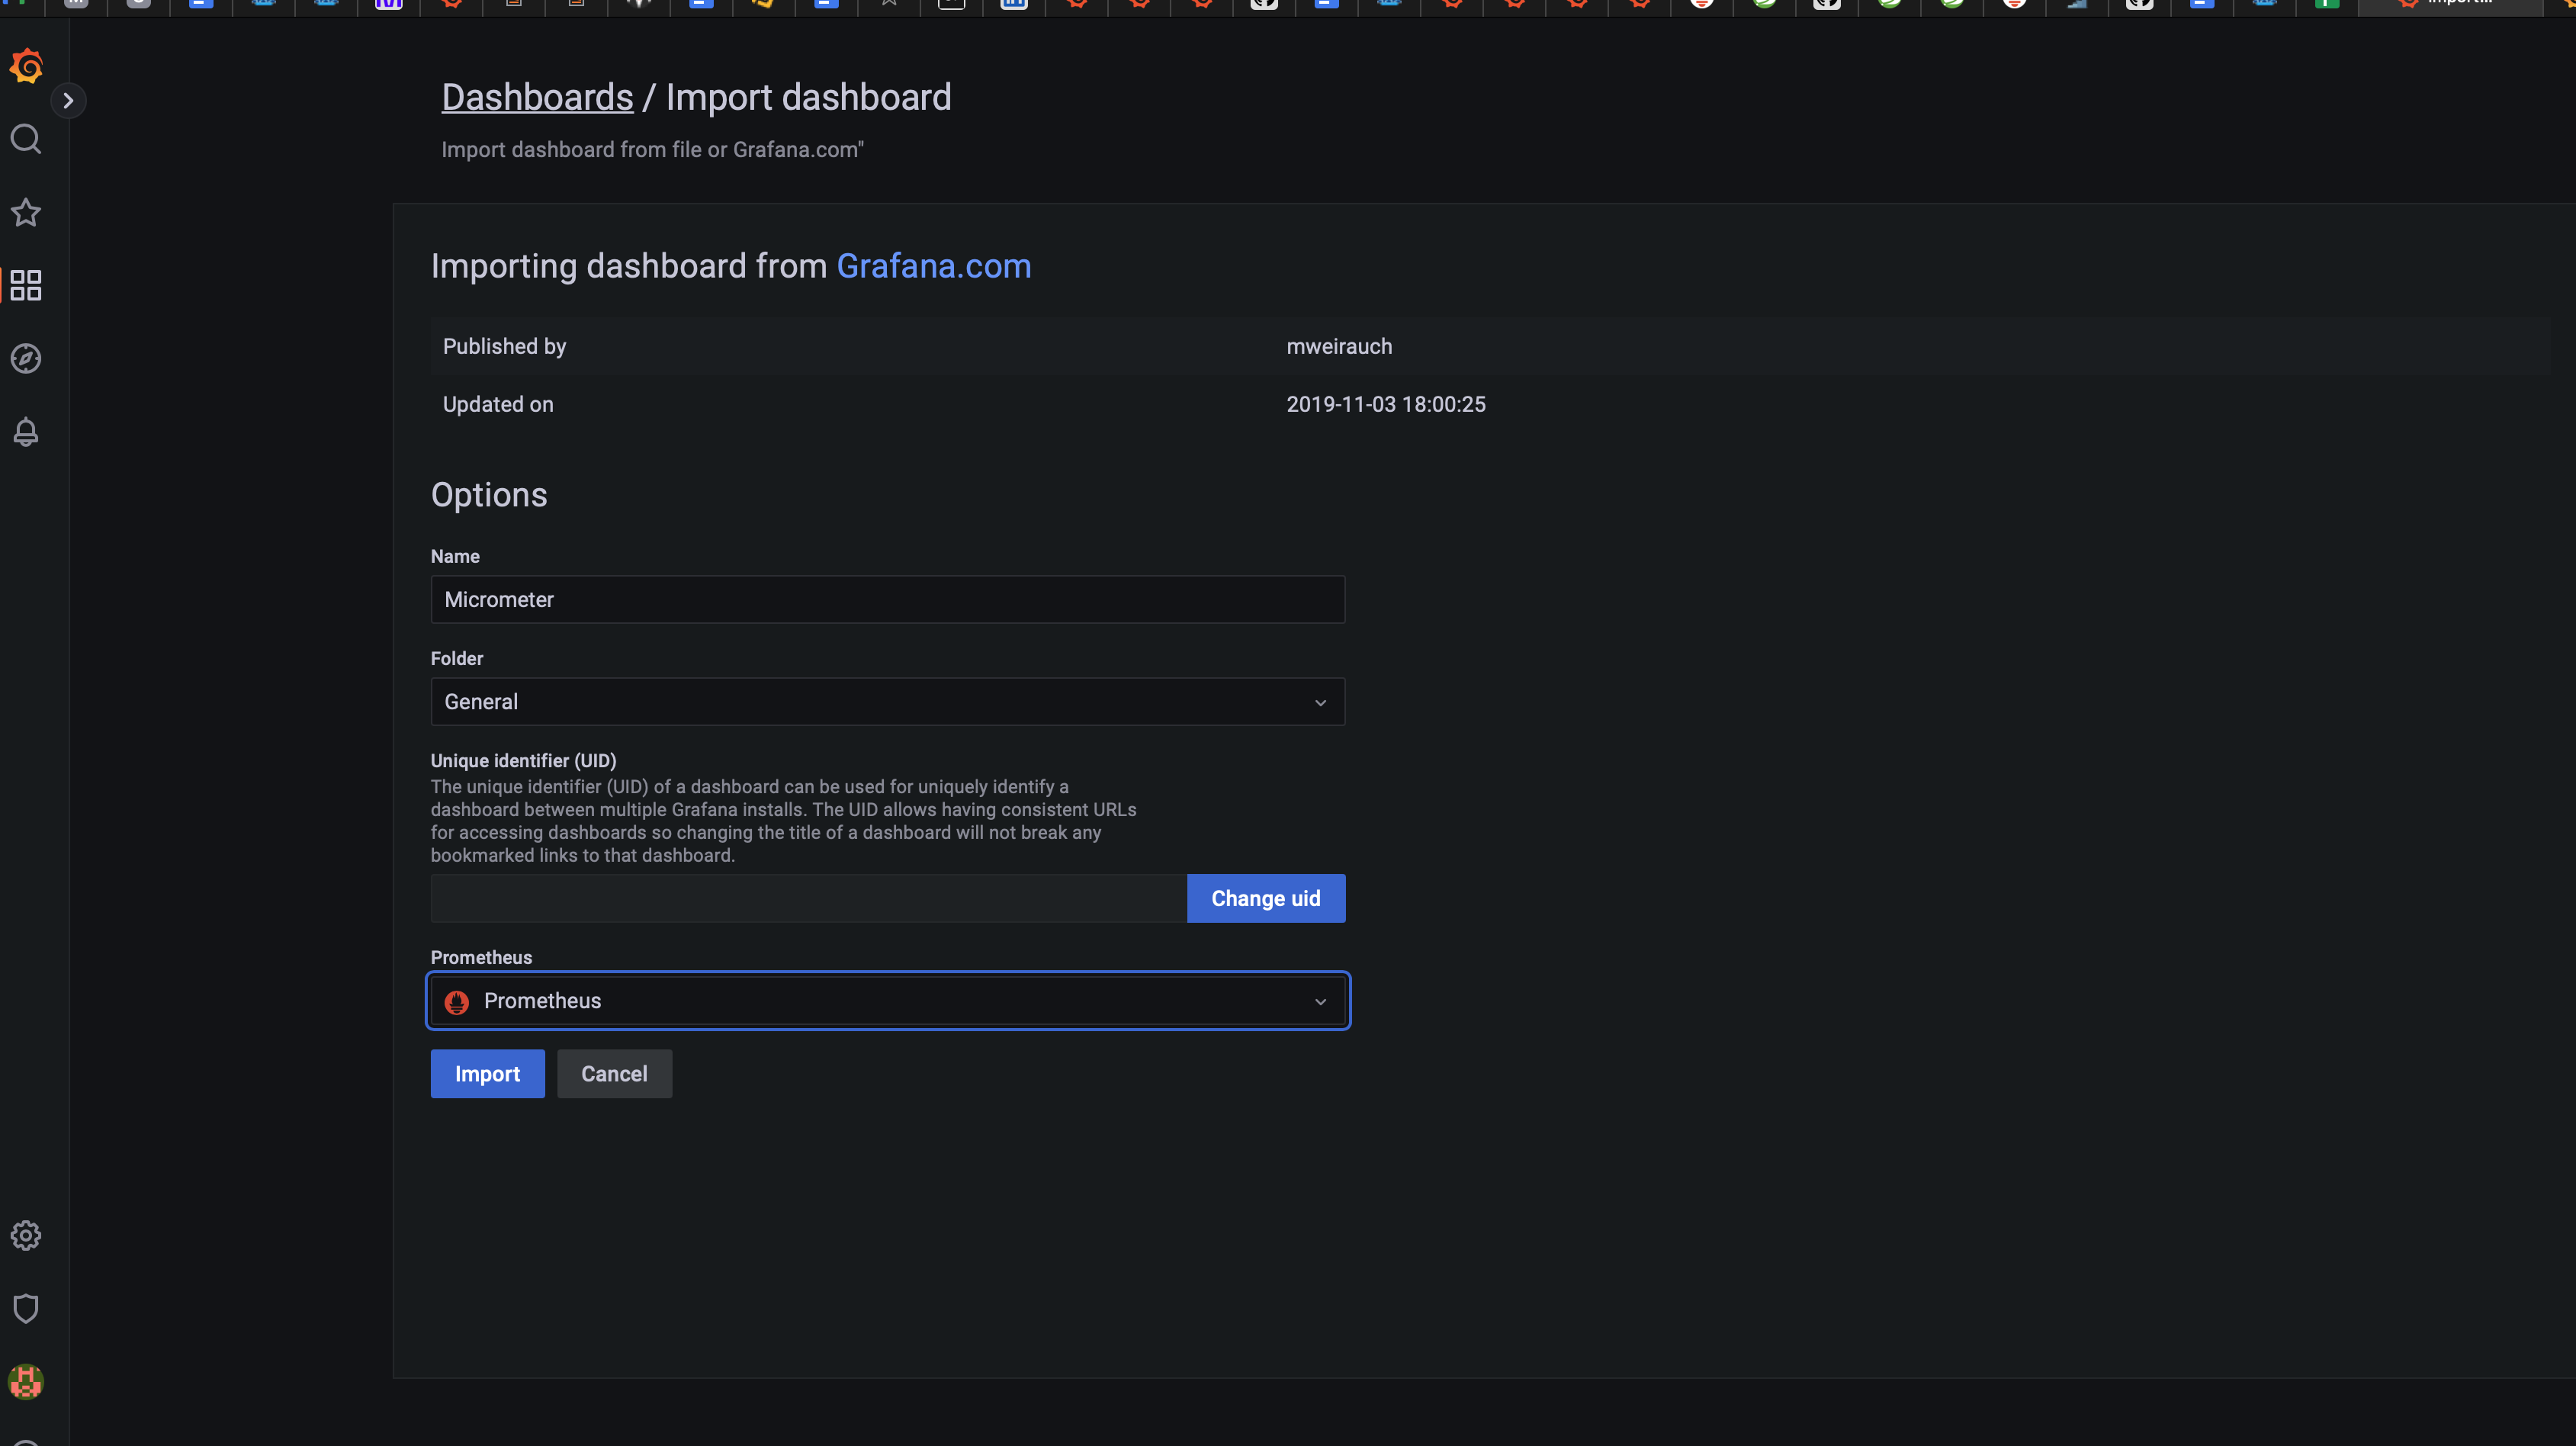 Dashboards / Import dashboard
Import dashboard from file or Grafana.com"
Importing dashboard from Grafana.com
Published by mweirauch
Updated on 2019-11-03 18:00:25
Options
Name
Micrometer
Folder
General
Unique identifier (UID)
The unique identifier (UID) of a dashboard can be used for uniquely identify a
dashboard between multiple Grafana installs. The UID allows having consistent URLs
for accessing dashboards so changing the title of a dashboard will not break any
bookmarked links to that dashboard.
Change uid
Prometheus
Prometheus
Import Cancel